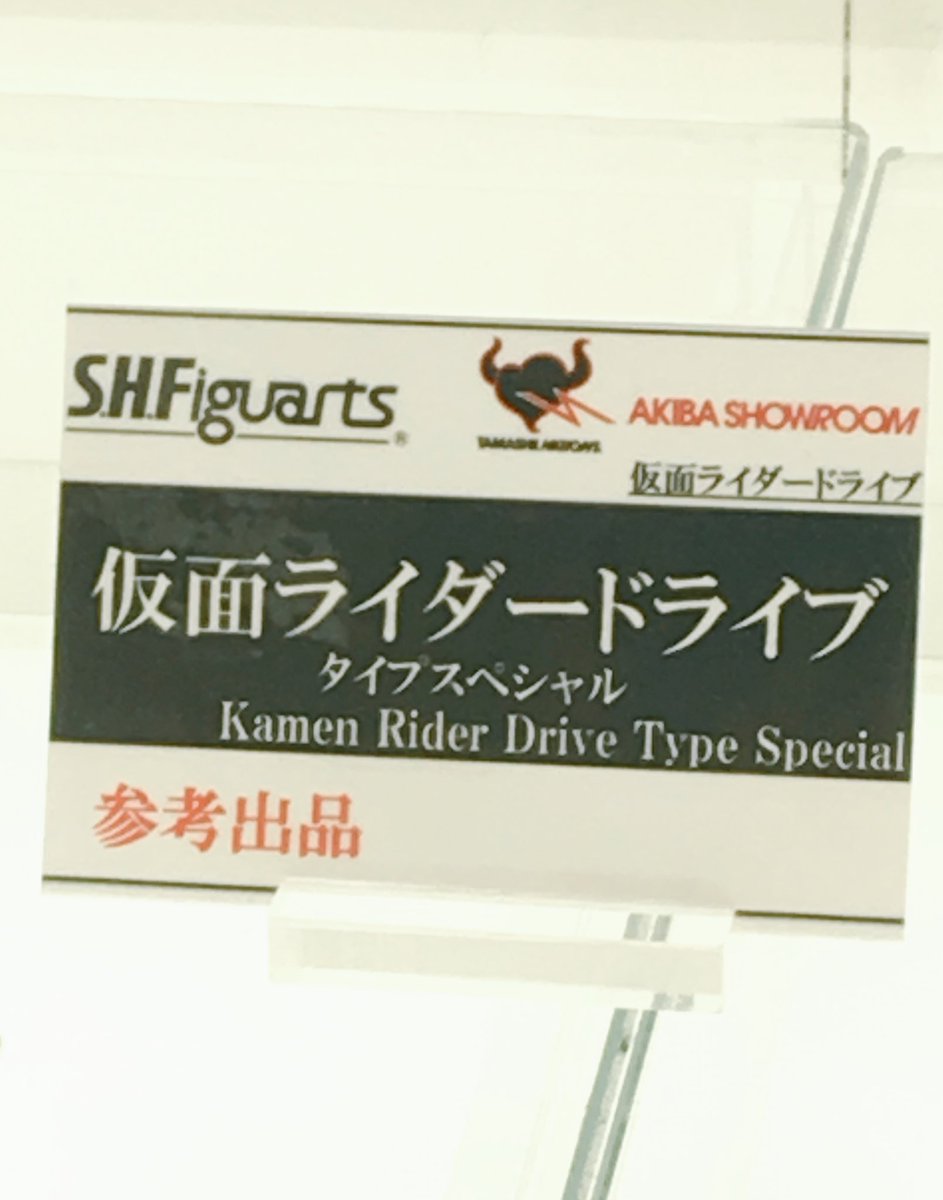 S.H.Figuarts®
TAMASHII NATIONS
AKIBA SHOWROOM
仮面ライダードライブ
仮面ライダードライブ
タイプスペシャル
Kamen Rider Drive Type Special
参考出品